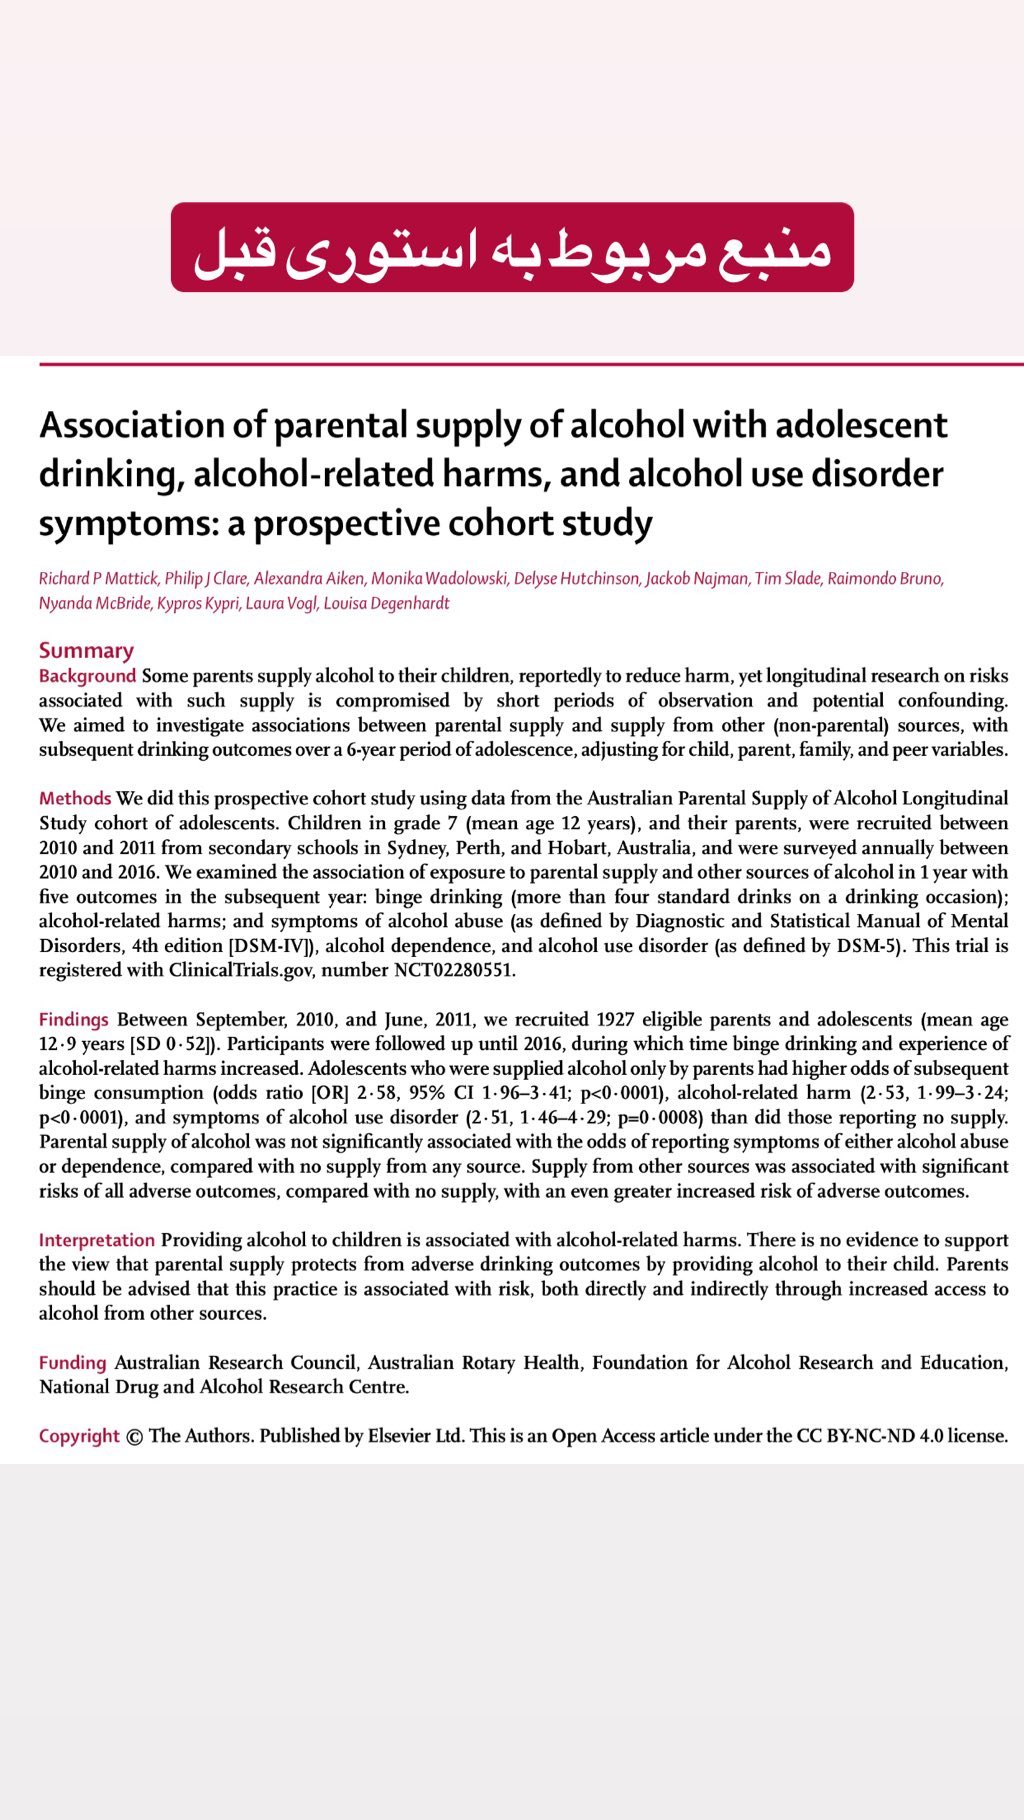 منبع مربوط به استوری قبل
Association of parental supply of alcohol with adolescent
drinking, alcohol-related harms, and alcohol use disorder
symptoms: a prospective cohort study
Richard P Mattick, Philip J Clare, Alexandra Aiken, Monika Wadolowski, Delyse Hutchinson, Jackob Najman, Tim Slade, Raimondo Bruno,
Nyanda McBride, Kypros Kypri, Laura Vogl, Louisa Degenhardt
Summary
Background Some parents supply alcohol to their children, reportedly to reduce harm, yet longitudinal research on risks
associated with such supply is compromised by short periods of observation and potential confounding.
We aimed to investigate associations between parental supply and supply from other (non-parental) sources, with
subsequent drinking outcomes over a 6-year period of adolescence, adjusting for child, parent, family, and peer variables.
Methods We did this prospective cohort study using data from the Australian Parental Supply of Alcohol Longitudinal
Study cohort of adolescents. Children in grade 7 (mean age 12 years), and their parents, were recruited between
2010 and 2011 from secondary schools in Sydney, Perth, and Hobart, Australia, and were surveyed annually between
2010 and 2016. We examined the association of exposure to parental supply and other sources of alcohol in 1 year with
five outcomes in the subsequent year: binge drinking (more than four standard drinks on a drinking occasion);
alcohol-related harms; and symptoms of alcohol abuse (as defined by Diagnostic and Statistical Manual of Mental
Disorders, 4th edition [DSM-IV]), alcohol dependence, and alcohol use disorder (as defined by DSM-5). This trial is
registered with ClinicalTrials.gov, number NCT02280551.
Findings Between September, 2010, and June, 2011, we recruited 1927 eligible parents and adolescents (mean age
12·9 years [SD 0·52]). Participants were followed up until 2016, during which time binge drinking and experience of
alcohol-related harms increased. Adolescents who were supplied alcohol only by parents had higher odds of subsequent
binge consumption (odds ratio [OR] 2·58, 95% CI 1·96–3·41; p<0·0001), alcohol-related harm (2·53, 1·99–3·24;
p<0·0001), and symptoms of alcohol use disorder (2·51, 1·46–4·29; p=0·0008) than did those reporting no supply.
Parental supply of alcohol was not significantly associated with the odds of reporting symptoms of either alcohol abuse
or dependence, compared with no supply from any source. Supply from other sources was associated with significant
risks of all adverse outcomes, compared with no supply, with an even greater increased risk of adverse outcomes.
Interpretation Providing alcohol to children is associated with alcohol-related harms. There is no evidence to support
the view that parental supply protects from adverse drinking outcomes by providing alcohol to their child. Parents
should be advised that this practice is associated with risk, both directly and indirectly through increased access to
alcohol from other sources.
Funding Australian Research Council, Australian Rotary Health, Foundation for Alcohol Research and Education,
National Drug and Alcohol Research Centre.
Copyright © The Authors. Published by Elsevier Ltd. This is an Open Access article under the CC BY-NC-ND 4.0 license.